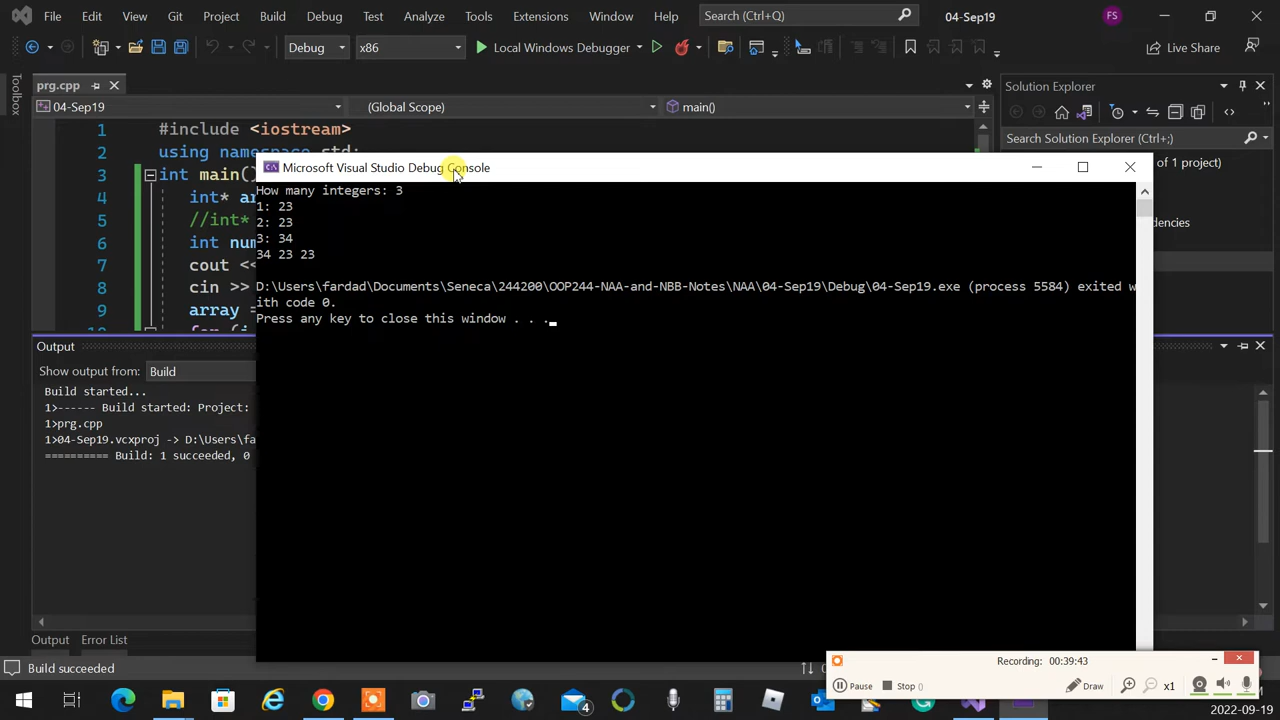 File Edit View Git Project Build Debug Test Analyze Tools Extensions Window Help Search (Ctrl+Q) 04-Sep19 FS
Debug x86 Local Windows Debugger Live Share
prg.cpp Solution Explorer
Toolbox
04-Sep19 (Global Scope) main()
Search Solution Explorer (Ctrl+;)
1 #include <iostream>
2 using namespace std;
3 int main()
4 int* ar
5 //int*
6 int num
7 cout <<
8 cin >>
9 array =
10 for (i
of 1 project)
endencies
Microsoft Visual Studio Debug Console
How many integers: 3
1: 23
2: 23
3: 34
34 23 23
D:\Users\fardad\Documents\Seneca\244200\OOP244-NAA-and-NBB-Notes\NAA\04-Sep19\Debug\04-Sep19.exe (process 5584) exited w
ith code 0.
Press any key to close this window . . .
Output
Show output from: Build
Build started...
1>------ Build started: Project:
1>prg.cpp
1>04-Sep19.vcxproj -> D:\Users\fa
========== Build: 1 succeeded, 0
Output Error List
Build succeeded
Recording: 00:39:43
Pause Stop () Draw x1
4
2022-09-19